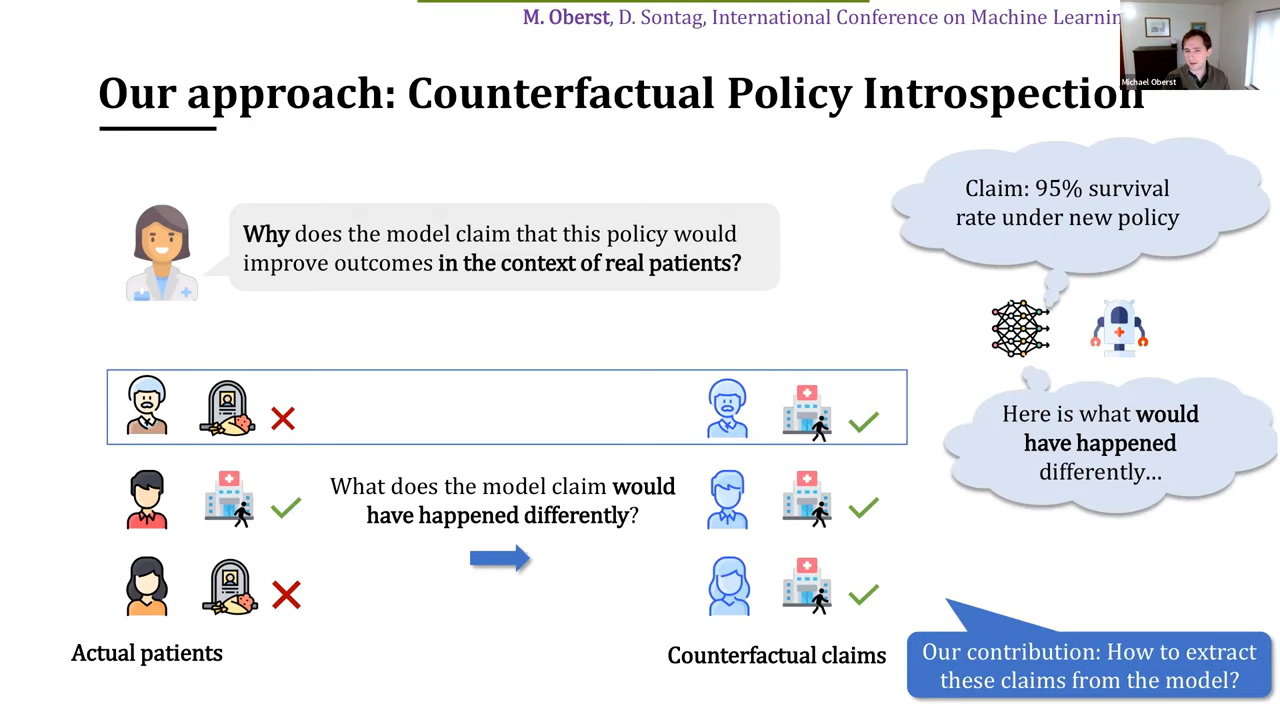 M. Oberst, D. Sontag, International Conference on Machine
Michael Oberst
Our approach: Counterfactual Policy Introspection
Claim: 95% survival
rate under new policy
Why does the model claim that this policy would
improve outcomes in the context of real patients?
Here is what would
have happened
differently...
What does the model claim would
have happened differently?
Actual patients
Counterfactual claims
Our contribution: How to extract
these claims from the model?